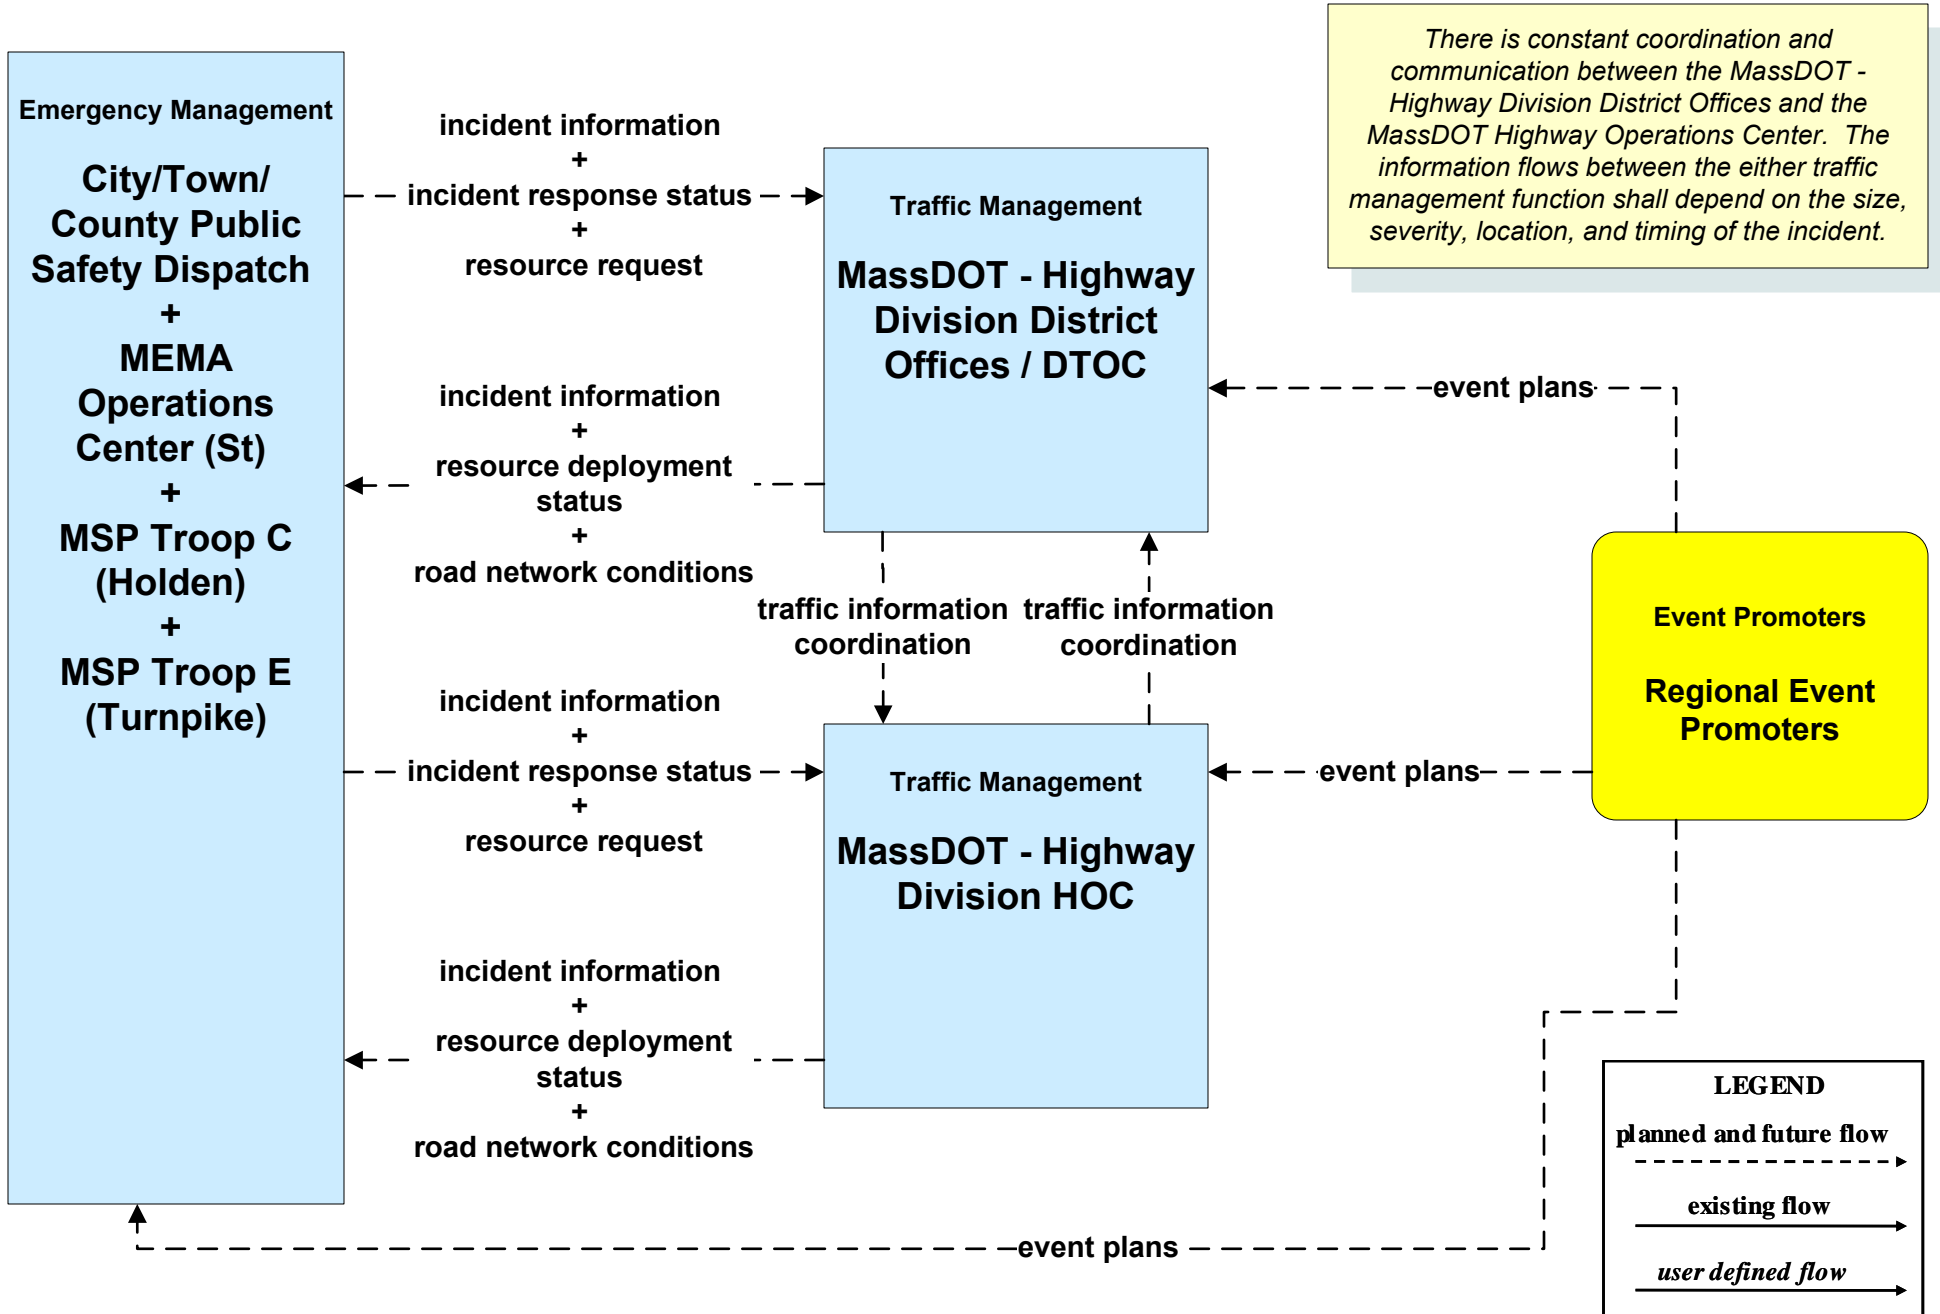 There is constant coordination and
communication between the MassDOT -
Highway Division District Offices and the
MassDOT Highway Operations Center.  The
information flows between the either traffic
management function shall depend on the size,
severity, location, and timing of the incident.
Emergency Management
City/Town/
County Public
Safety Dispatch
+
MEMA
Operations
Center (St)
+
MSP Troop C
(Holden)
+
MSP Troop E
(Turnpike)
incident information
+
incident response status
+
resource request
incident information
+
resource deployment
status
+
road network conditions
incident information
+
incident response status
+
resource request
incident information
+
resource deployment
status
+
road network conditions
Traffic Management
MassDOT - Highway
Division District
Offices / DTOC
traffic information
coordination
traffic information
coordination
Traffic Management
MassDOT - Highway
Division HOC
event plans
event plans
event plans
Event Promoters
Regional Event
Promoters
LEGEND
planned and future flow
existing flow
user defined flow